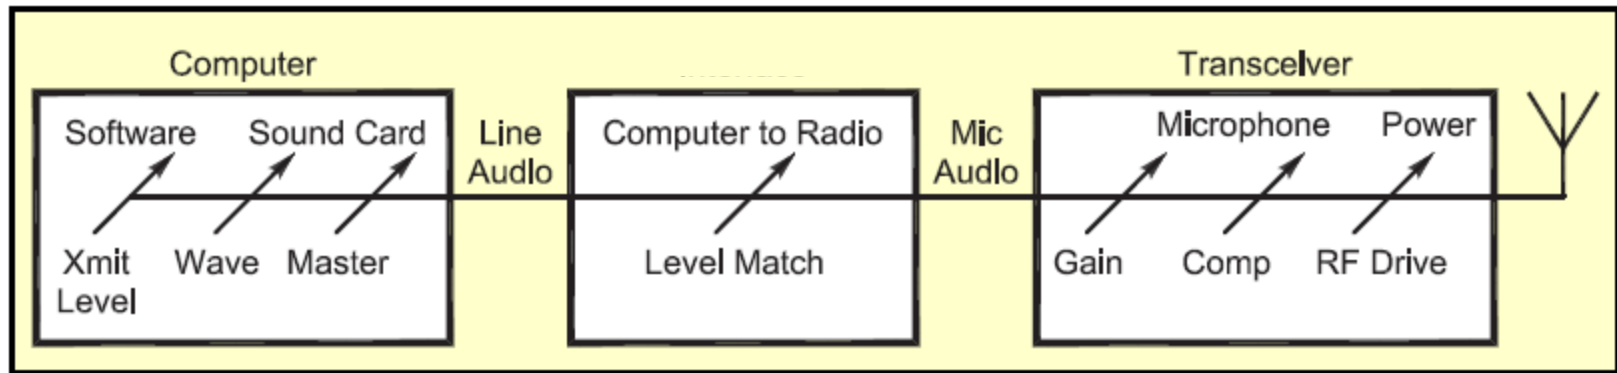 Computer
Transceiver
Software Sound Card
Line
Audio
Computer to Radio
Mic
Audio
Microphone Power
Xmit
Level
Wave Master
Level Match
Gain Comp RF Drive